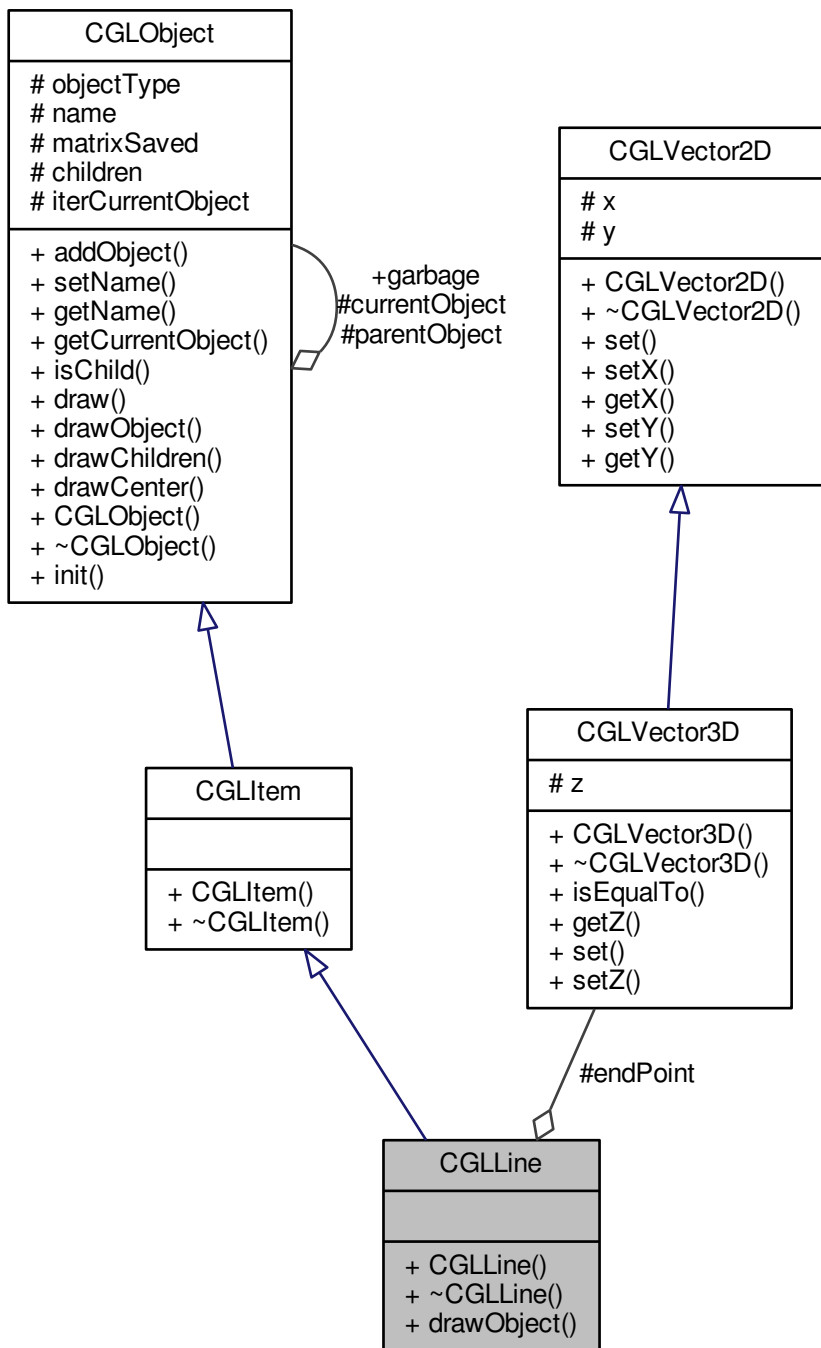 CGLObject
# objectType
# name
# matrixSaved
# children
# iterCurrentObject
+ addObject()
+ setName()
+ getName()
+ getCurrentObject()
+ isChild()
+ draw()
+ drawObject()
+ drawChildren()
+ drawCenter()
+ CGLObject()
+ ~CGLObject()
+ init()
+garbage
#currentObject
#parentObject
CGLVector2D
# x
# y
+ CGLVector2D()
+ ~CGLVector2D()
+ set()
+ setX()
+ getX()
+ setY()
+ getY()
CGLItem
+ CGLItem()
+ ~CGLItem()
CGLVector3D
# z
+ CGLVector3D()
+ ~CGLVector3D()
+ isEqualTo()
+ getZ()
+ set()
+ setZ()
#endPoint
CGLLine
+ CGLLine()
+ ~CGLLine()
+ drawObject()